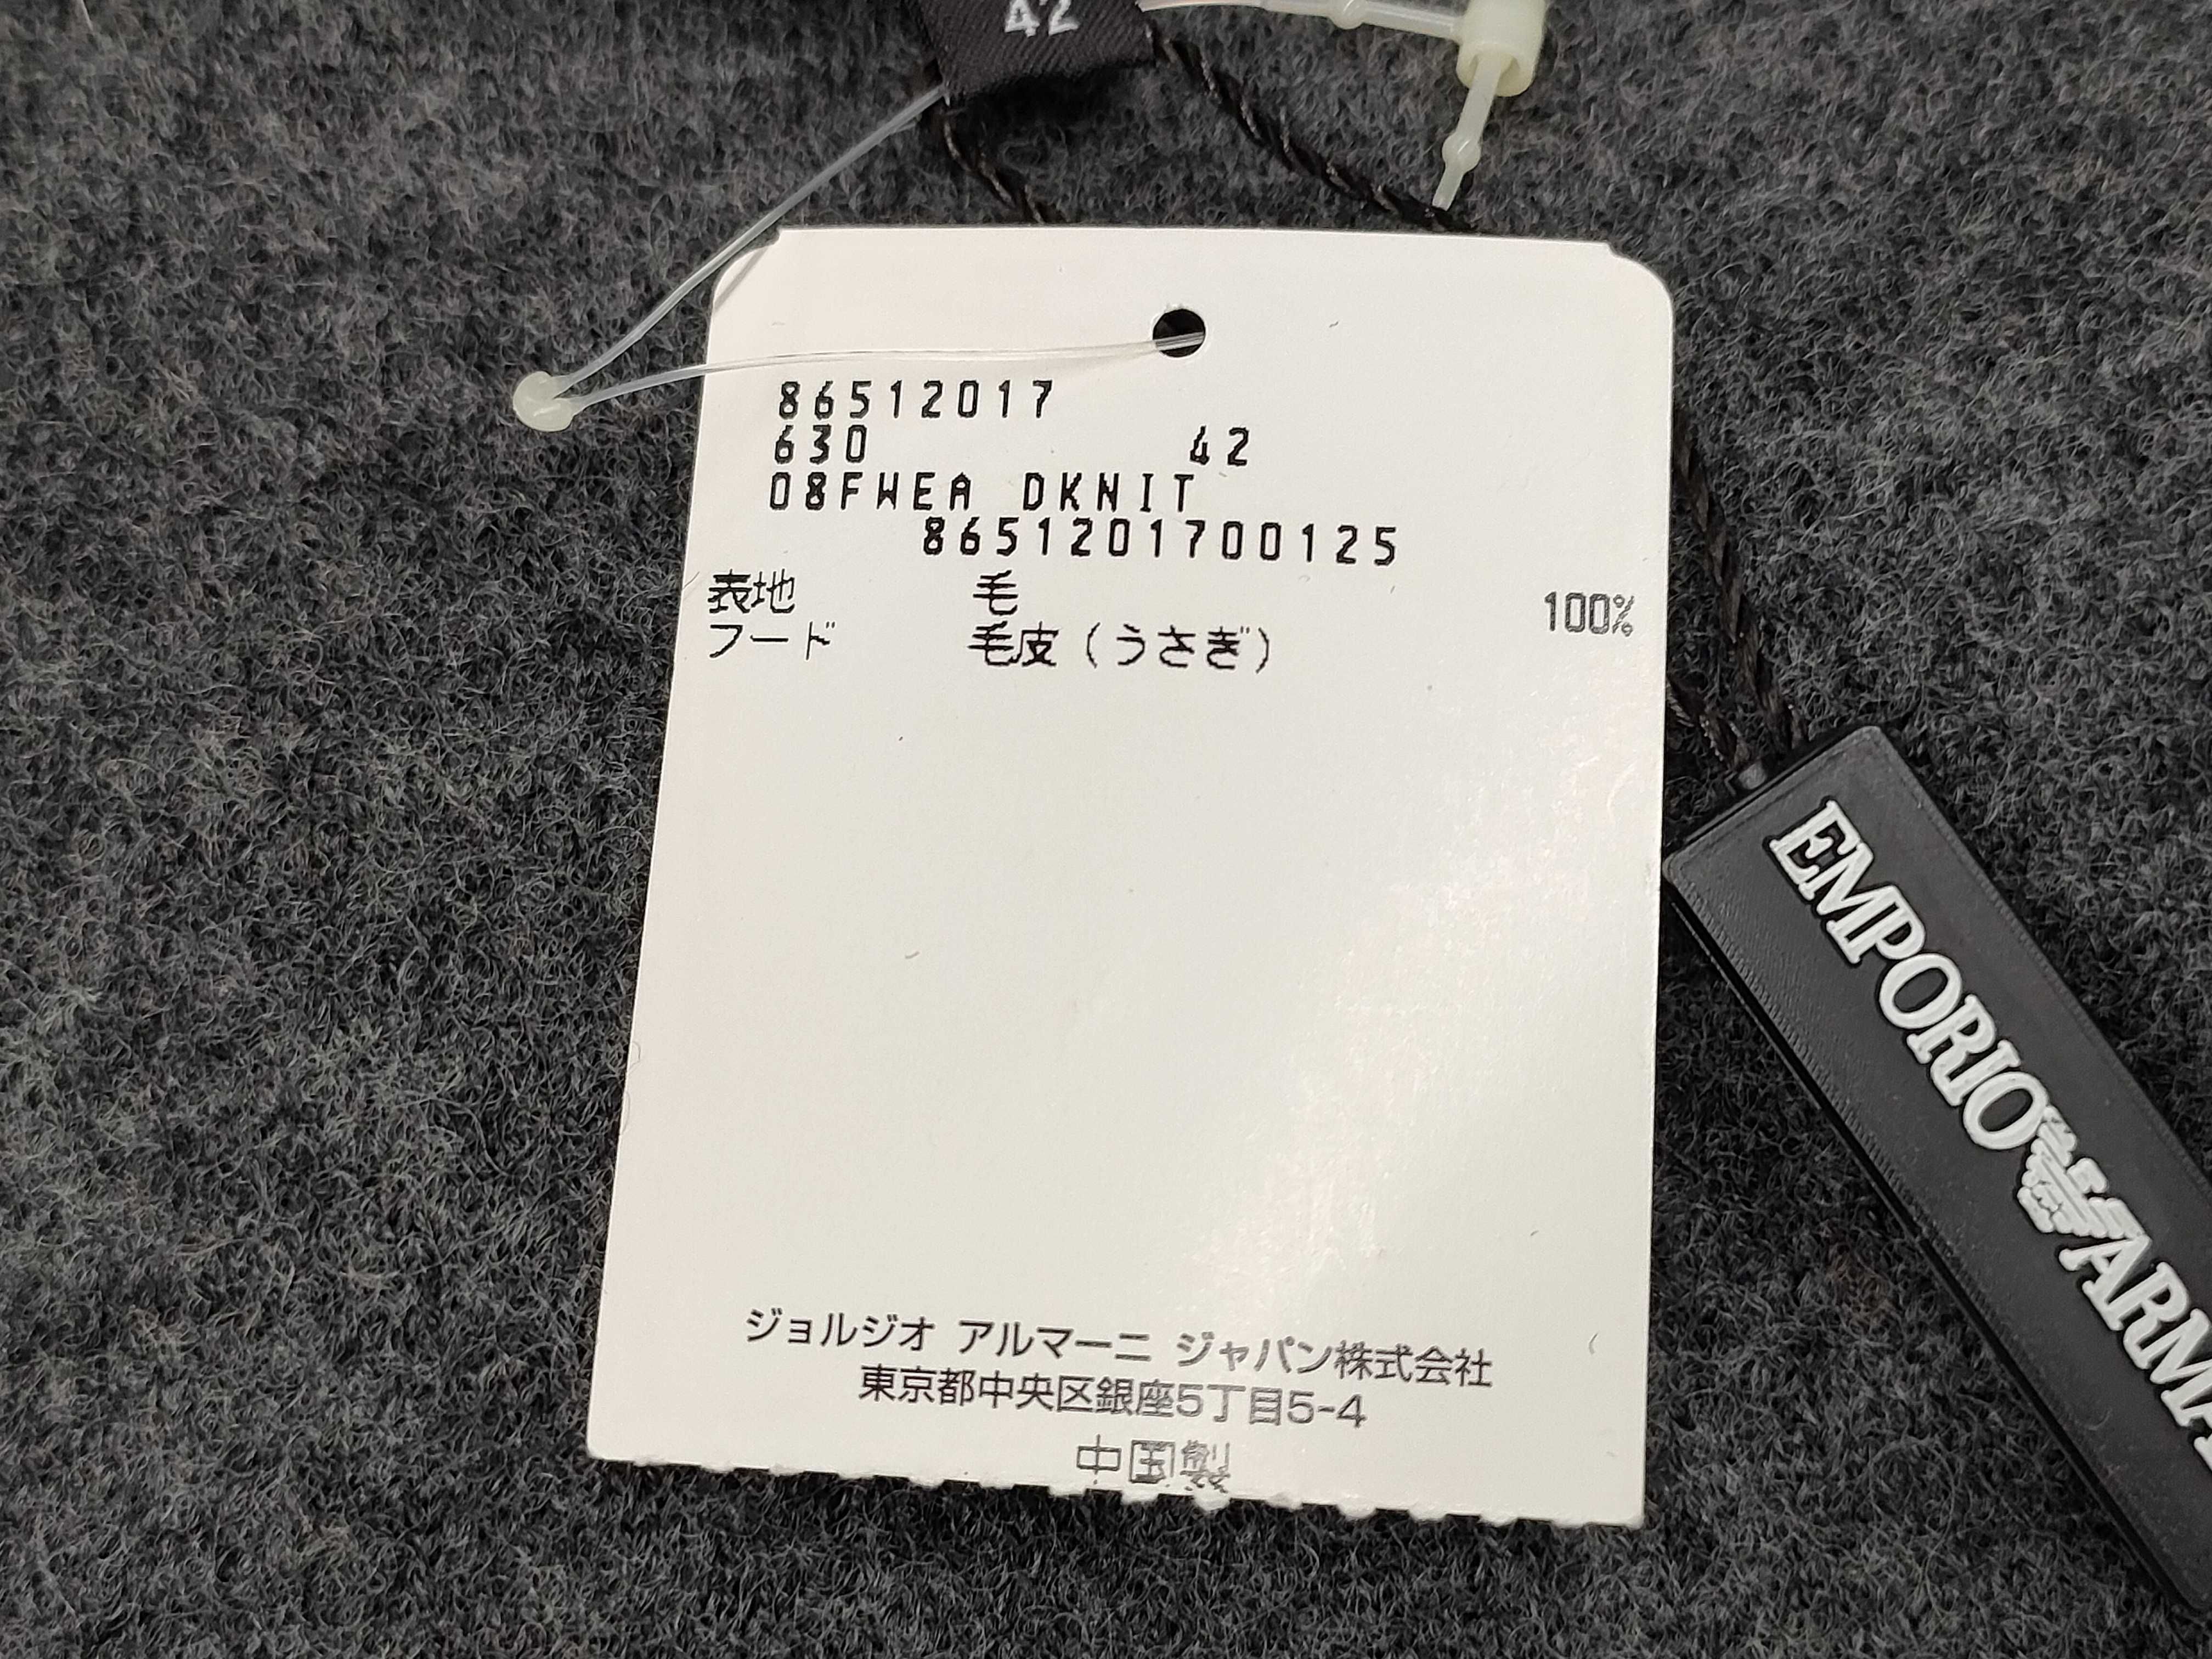 42
86512017
630 42
08FWEA DKNIT
8651201700125
表地 毛 100%
フード 毛皮(うさぎ)
ジョルジオ アルマーニ ジャパン株式会社
東京都中央区銀座5丁目5-4
中国製
EMPORIO ARMA